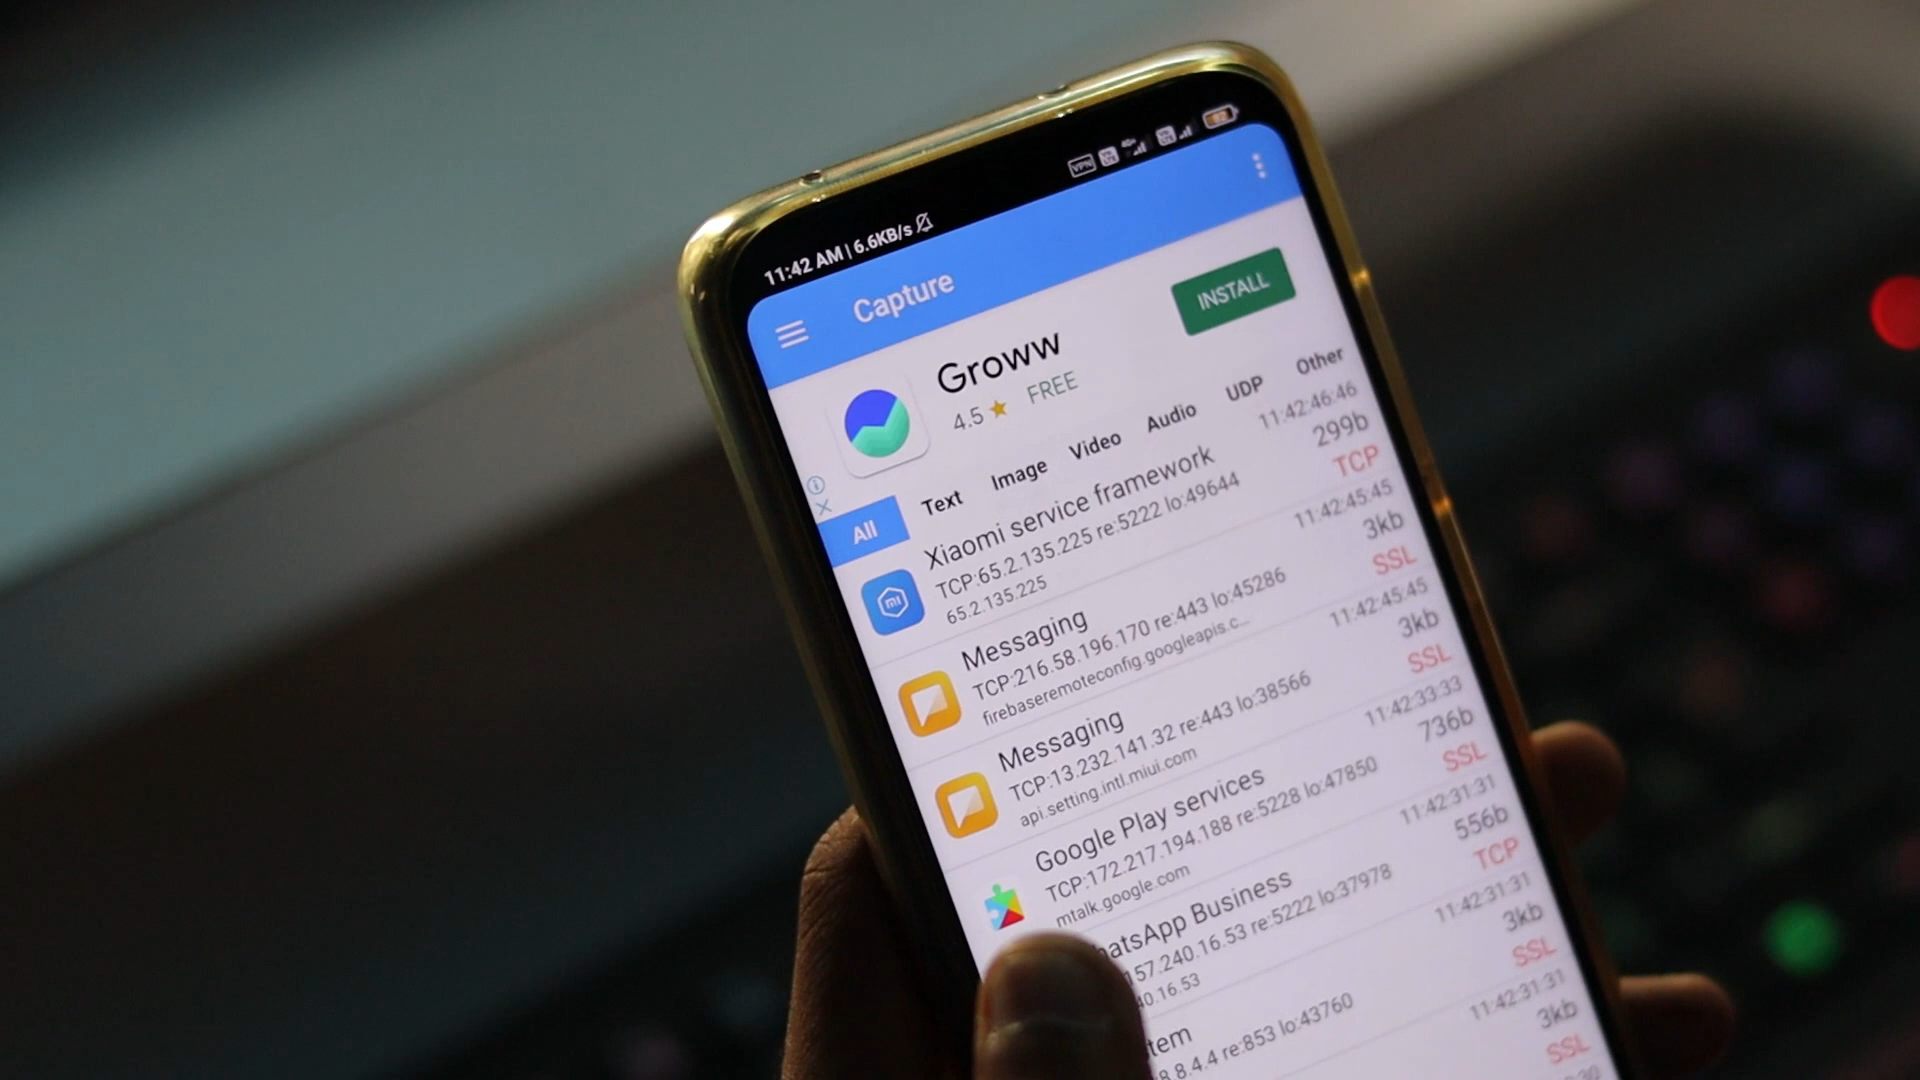 11:42 AM | 6.6KB/s
VPN
4G+
Capture
Groww
INSTALL
4.5 ★ FREE
All Text Image Video Audio UDP Other
mi
Xiaomi service framework 11:42:46:46
TCP:65.2.135.225 re:5222 lo:49644 299b
65.2.135.225 TCP
Messaging 11:42:45:45
TCP:216.58.196.170 re:443 lo:45286 3kb
firebaseremoteconfig.googleapis.c... SSL
Messaging 11:42:45:45
TCP:13.232.141.32 re:443 lo:38566 3kb
api.setting.intl.miui.com SSL
Google Play services 11:42:33:33
TCP:172.217.194.188 re:5228 lo:47850 736b
mtalk.google.com SSL
hatsApp Business 11:42:31:31
157.240.16.53 re:5222 lo:37978 556b
40.16.53 TCP
tem 11:42:31:31
8.8.4.4 re:853 lo:43760 3kb
SSL
11:42:31:31
3kb
SSL